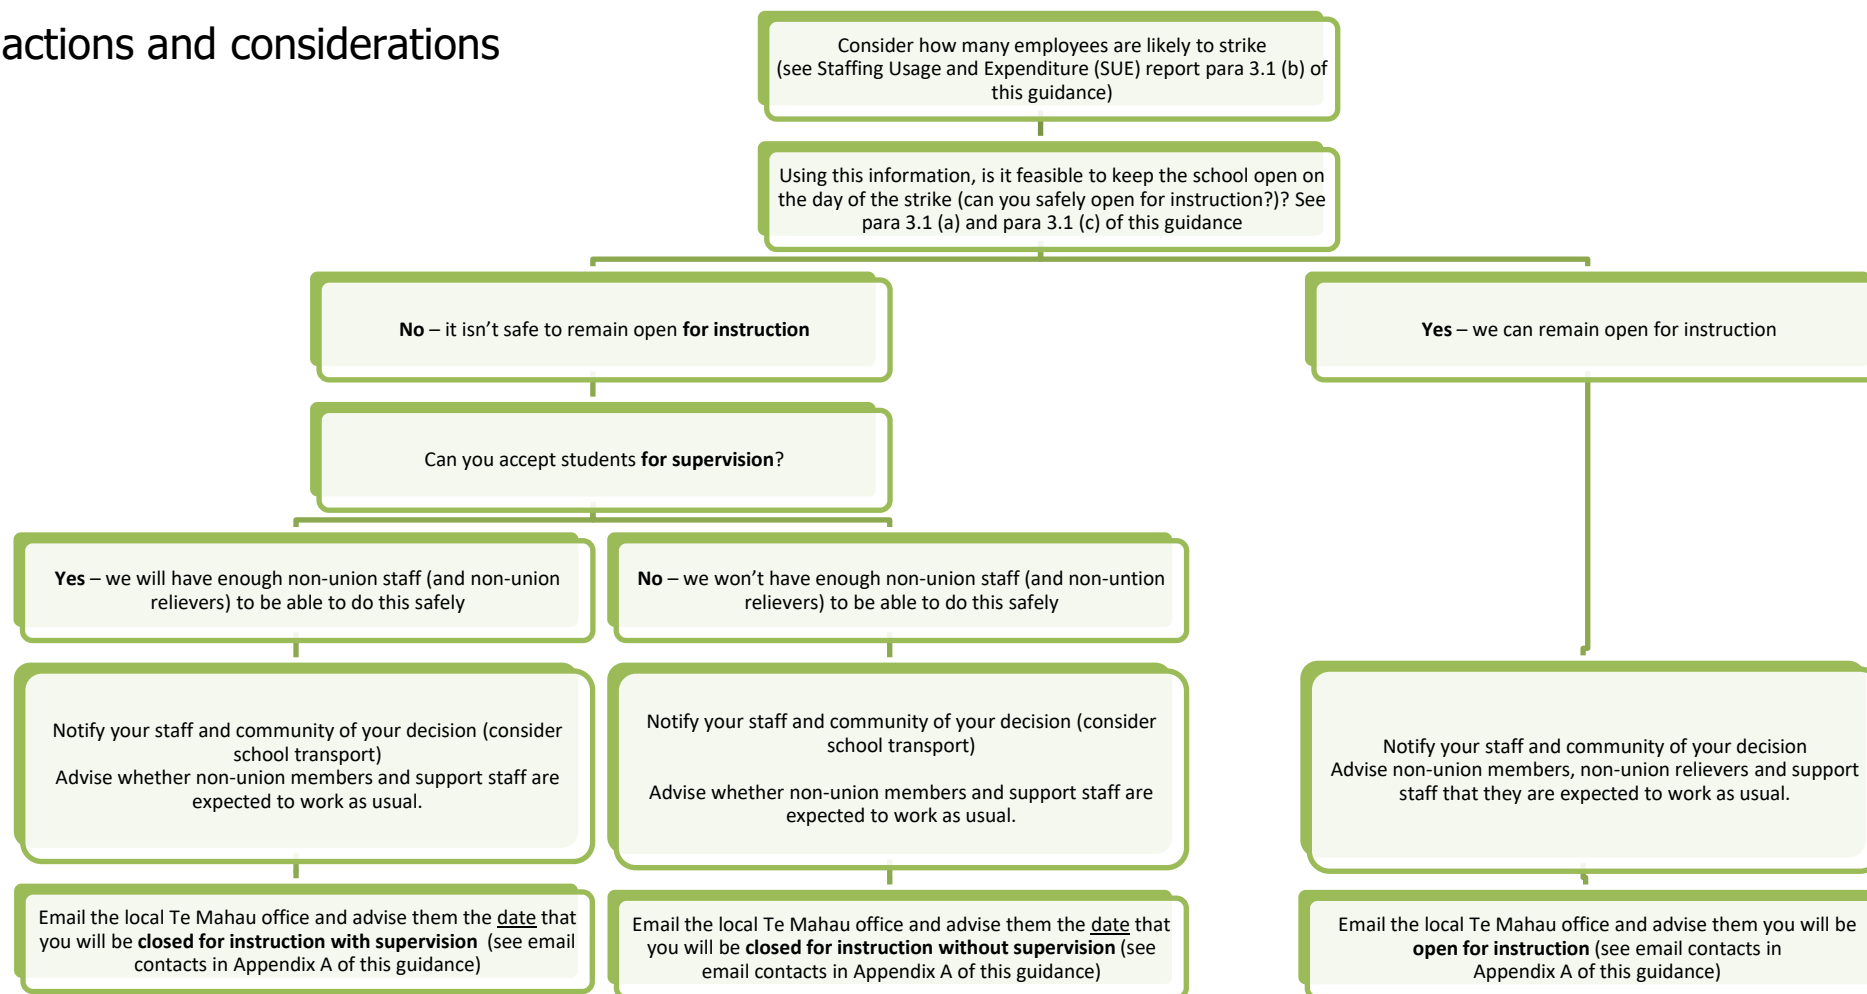 actions and considerations
Consider how many employees are likely to strike
(see Staffing Usage and Expenditure (SUE) report para 3.1 (b) of
this guidance)
Using this information, is it feasible to keep the school open on
the day of the strike (can you safely open for instruction?)? See
para 3.1 (a) and para 3.1 (c) of this guidance
No – it isn’t safe to remain open for instruction
Yes – we can remain open for instruction
Can you accept students for supervision?
Yes – we will have enough non-union staff (and non-union
relievers) to be able to do this safely
No – we won’t have enough non-union staff (and non-untion
relievers) to be able to do this safely
Notify your staff and community of your decision (consider
school transport)
Advise whether non-union members and support staff are
expected to work as usual.
Notify your staff and community of your decision (consider
school transport)
Advise whether non-union members and support staff are
expected to work as usual.
Notify your staff and community of your decision
Advise non-union members, non-union relievers and support
staff that they are expected to work as usual.
Email the local Te Mahau office and advise them the date that
you will be closed for instruction with supervision (see email
contacts in Appendix A of this guidance)
Email the local Te Mahau office and advise them the date that
you will be closed for instruction without supervision (see
email contacts in Appendix A of this guidance)
Email the local Te Mahau office and advise them you will be
open for instruction (see email contacts in
Appendix A of this guidance)